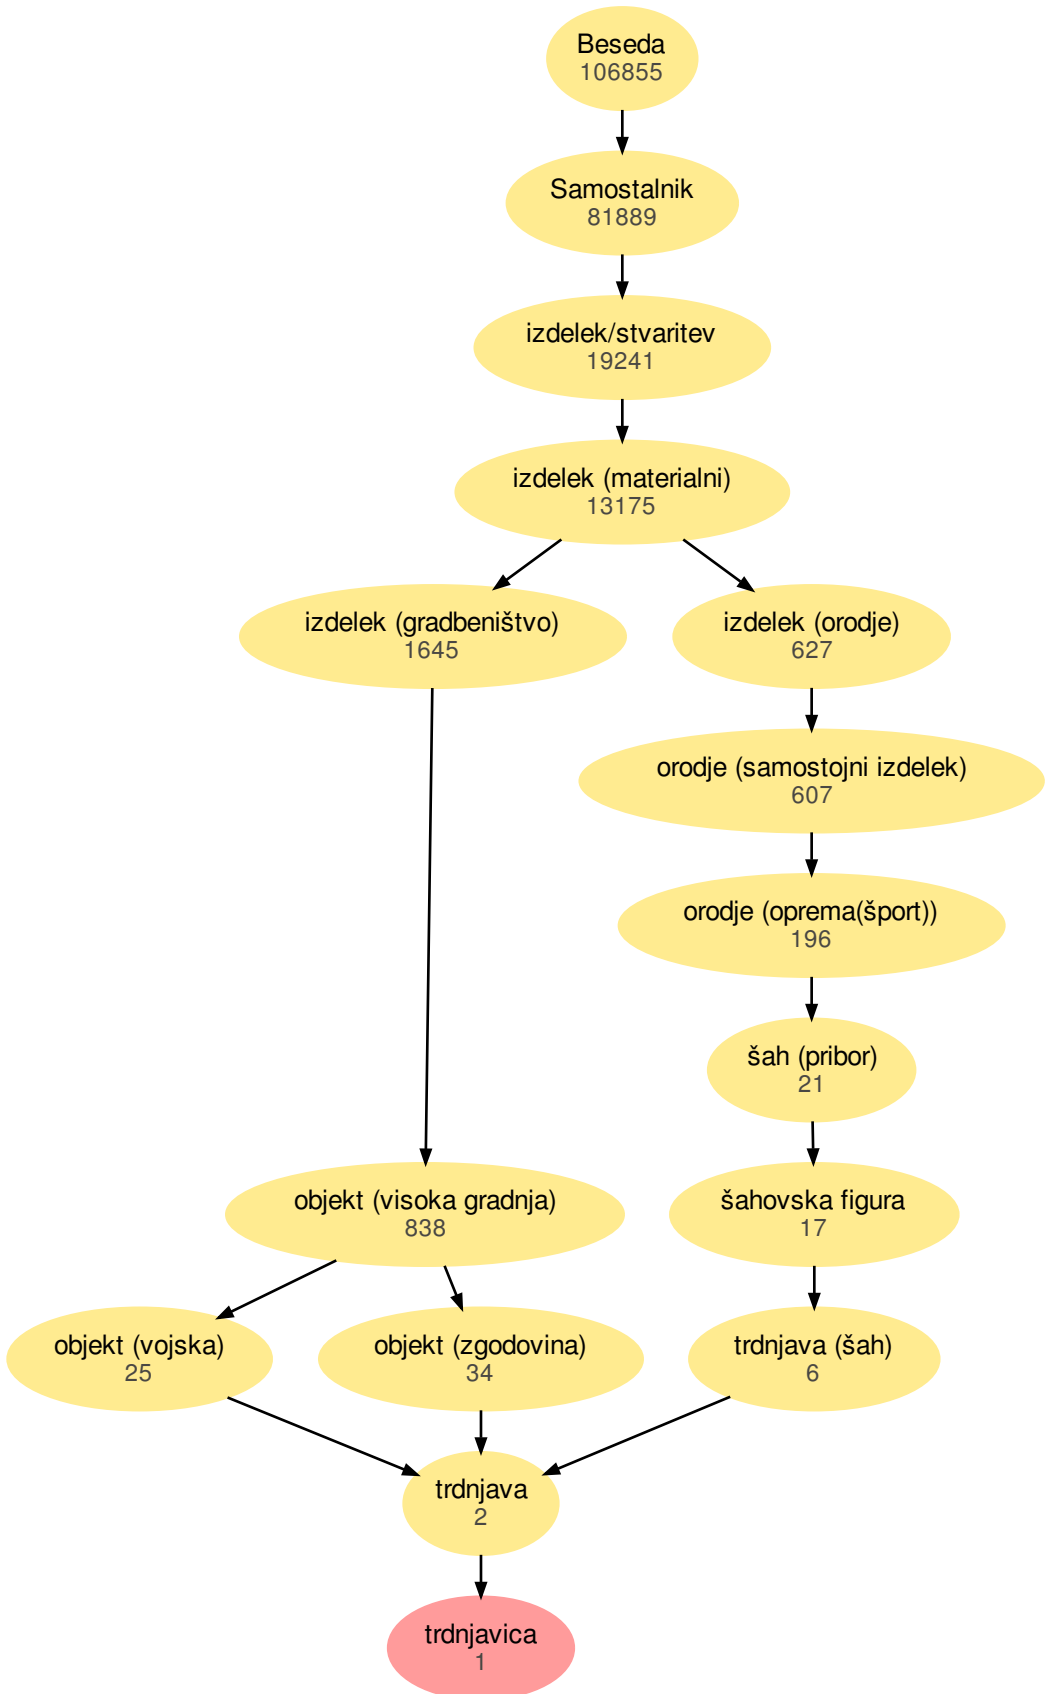 Beseda
106855
Samostalnik
81889
izdelek/stvaritev
19241
izdelek (materialni)
13175
izdelek (gradbeništvo)
1645
izdelek (orodje)
627
orodje (samostojni izdelek)
607
orodje (oprema(šport))
196
šah (pribor)
21
objekt (visoka gradnja)
838
šahovska figura
17
objekt (vojska)
25
objekt (zgodovina)
34
trdnjava (šah)
6
trdnjava
2
trdnjavica
1